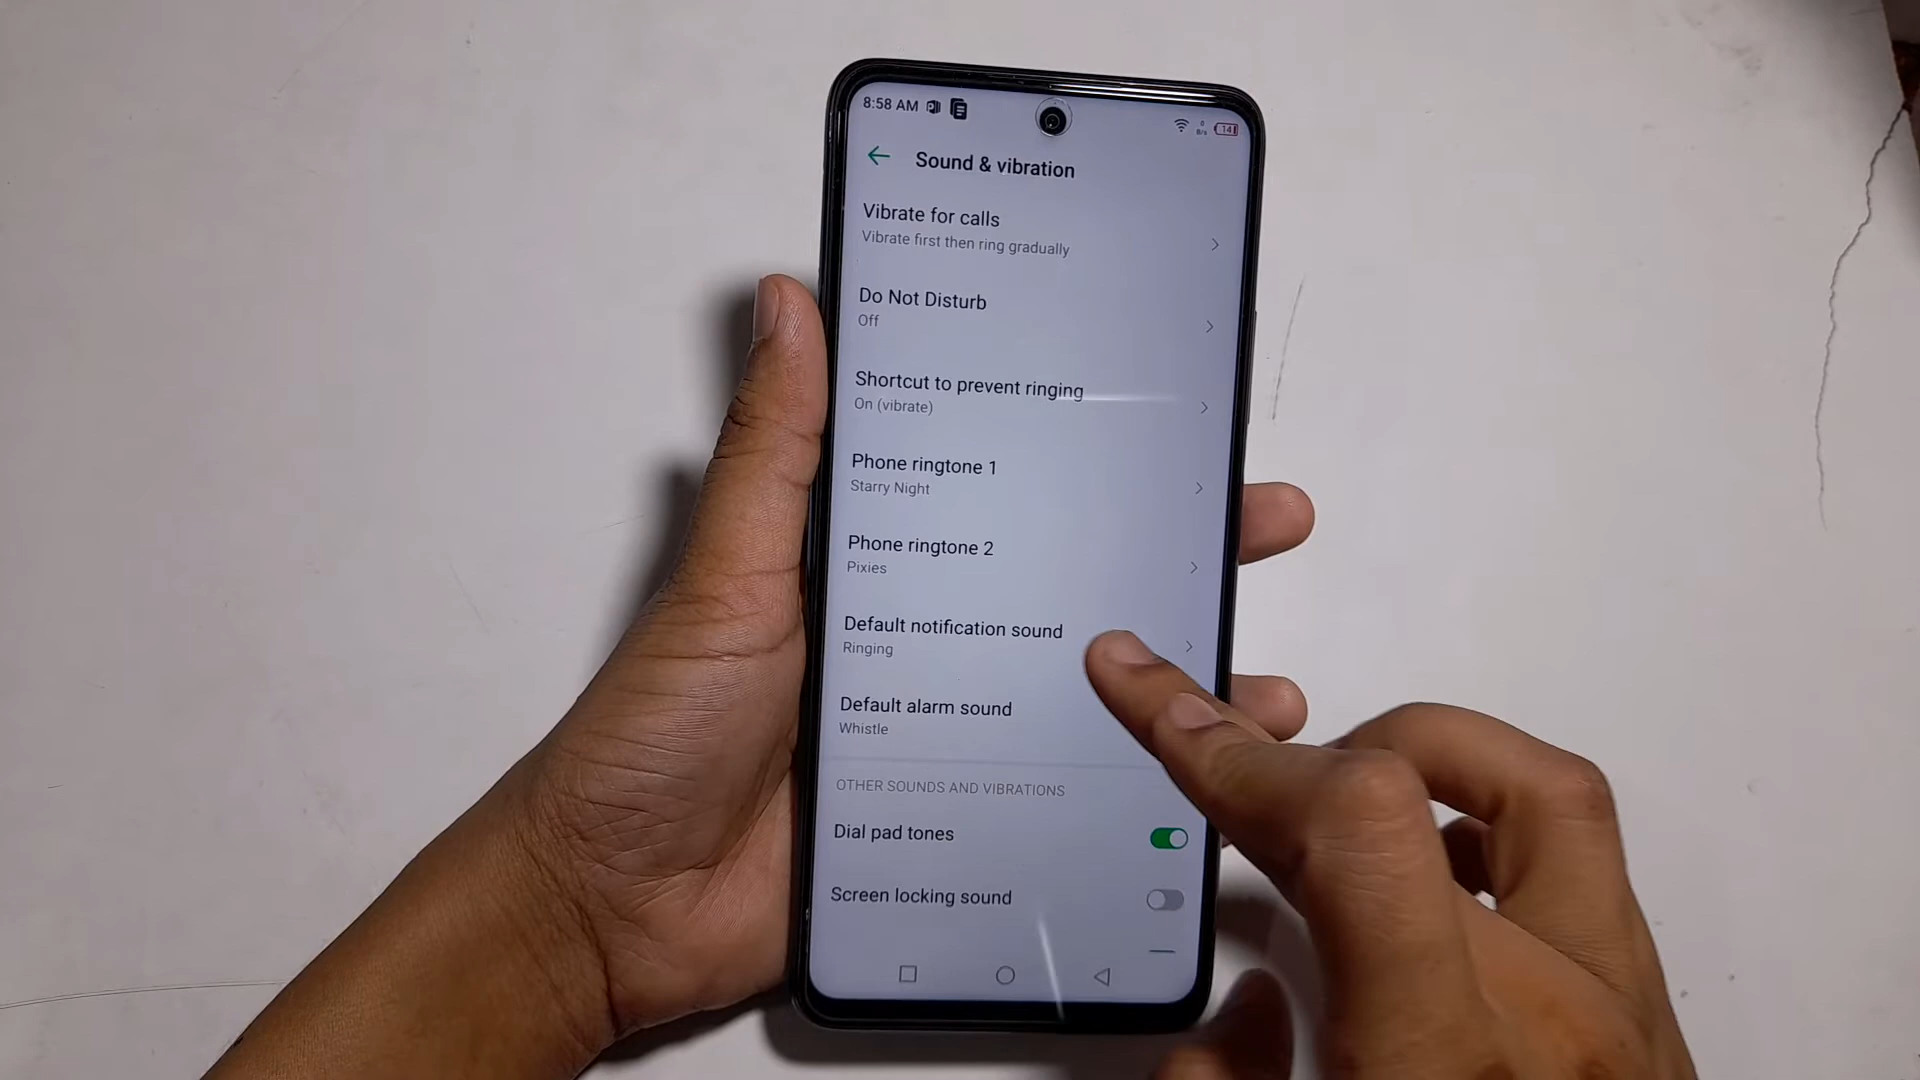 8:58 AM
0
B/s
14
Sound & vibration
Vibrate for calls
Vibrate first then ring gradually
Do Not Disturb
Off
Shortcut to prevent ringing
On (vibrate)
Phone ringtone 1
Starry Night
Phone ringtone 2
Pixies
Default notification sound
Ringing
Default alarm sound
Whistle
OTHER SOUNDS AND VIBRATIONS
Dial pad tones
Screen locking sound